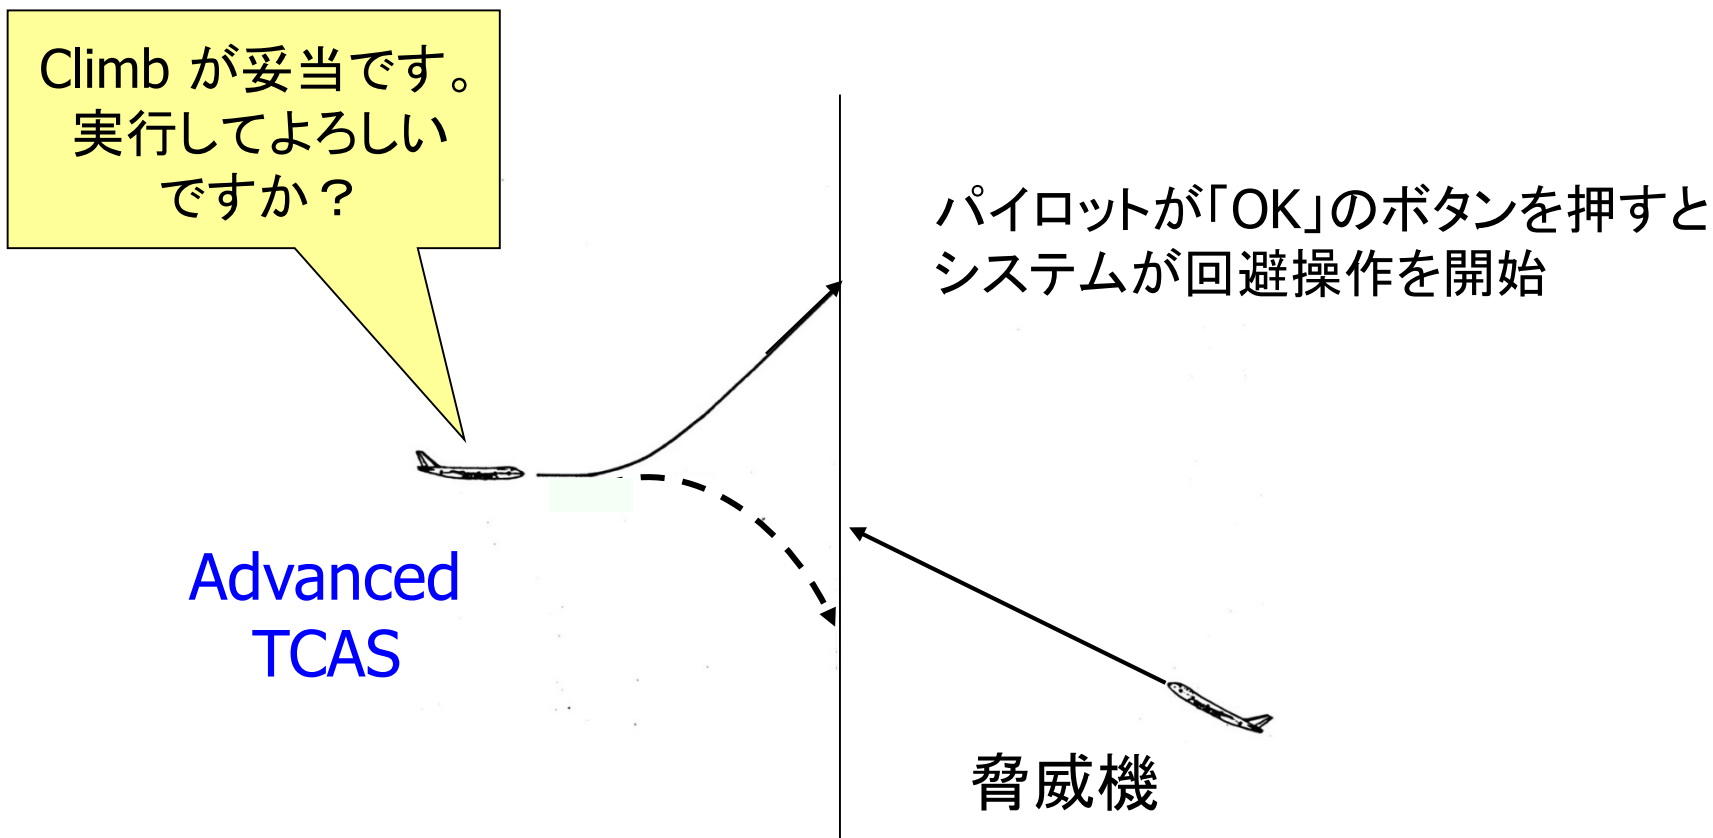 Climb が妥当です。
実行してよろしい
ですか？
パイロットが「OK」のボタンを押すと
システムが回避操作を開始
Advanced
TCAS
脅威機